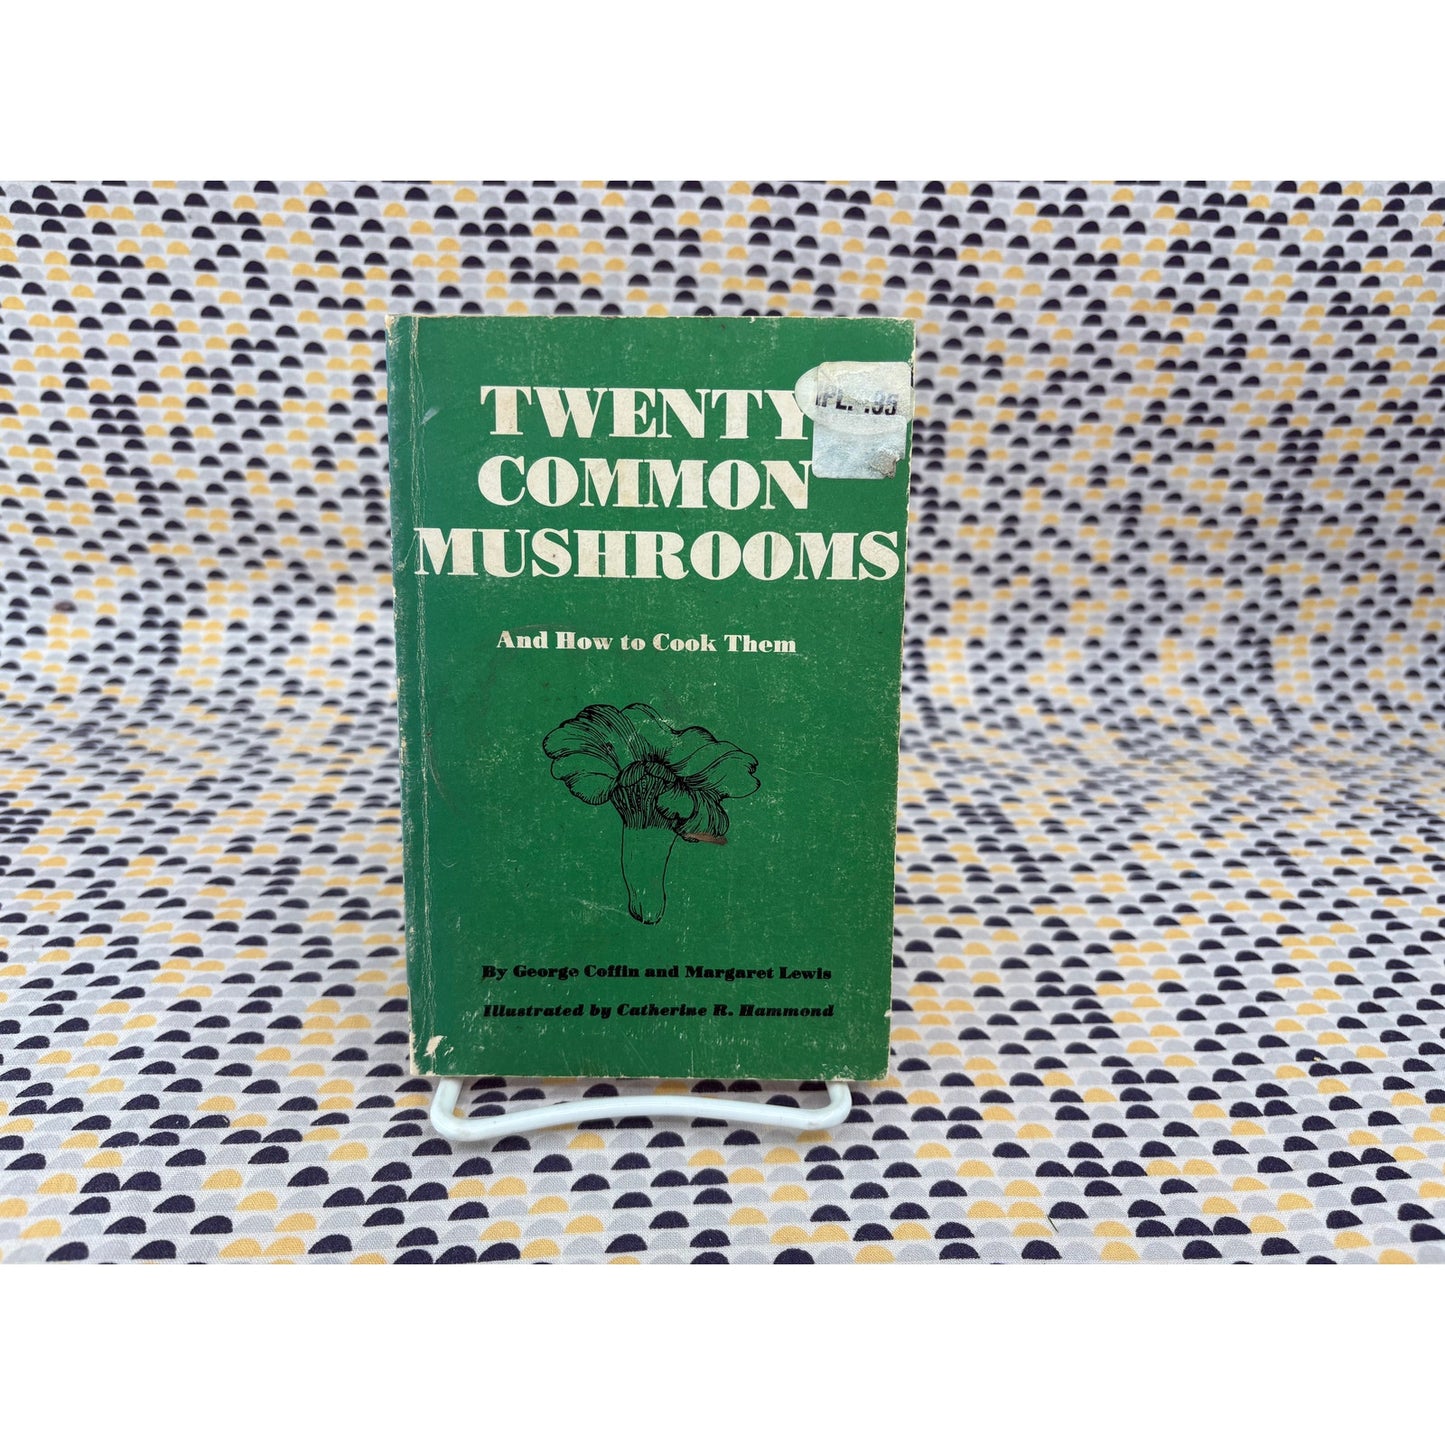 TWENTY
COMMON
MUSHROOMS
And How to Cook Them
By George Coffin and Margaret Lewis
Illustrated by Catherine R. Hammond